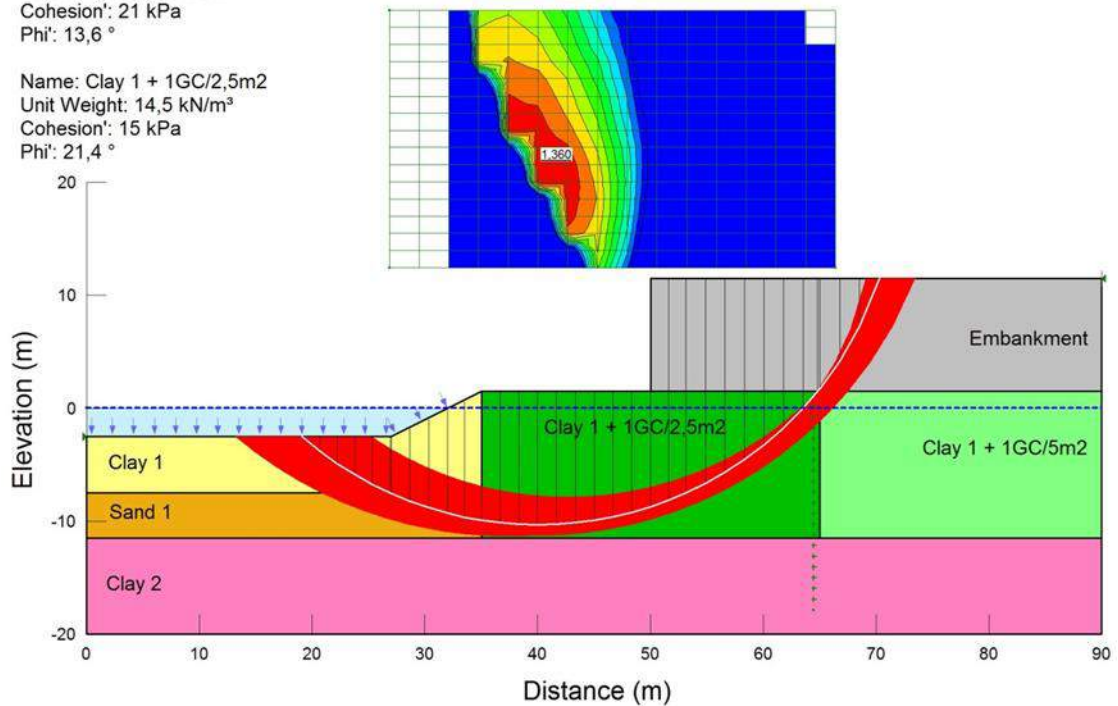 Cohesion': 21 kPa
Phi': 13,6 °
Name: Clay 1 + 1GC/2,5m2
Unit Weight: 14,5 kN/m³
Cohesion': 15 kPa
Phi': 21,4 °
1,360
20
10
0
-10
-20
Elevation (m)
Embankment
Clay 1 + 1GC/2,5m2
Clay 1 + 1GC/5m2
Clay 1
Sand 1
Clay 2
0 10 20 30 40 50 60 70 80 90
Distance (m)